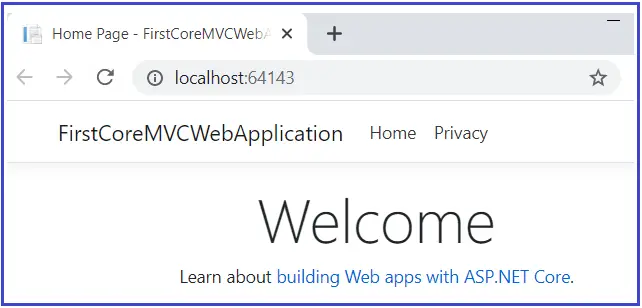 Home Page - FirstCoreMVCWebA
localhost:64143
FirstCoreMVCWebApplication Home Privacy
Welcome
Learn about building Web apps with ASP.NET Core.